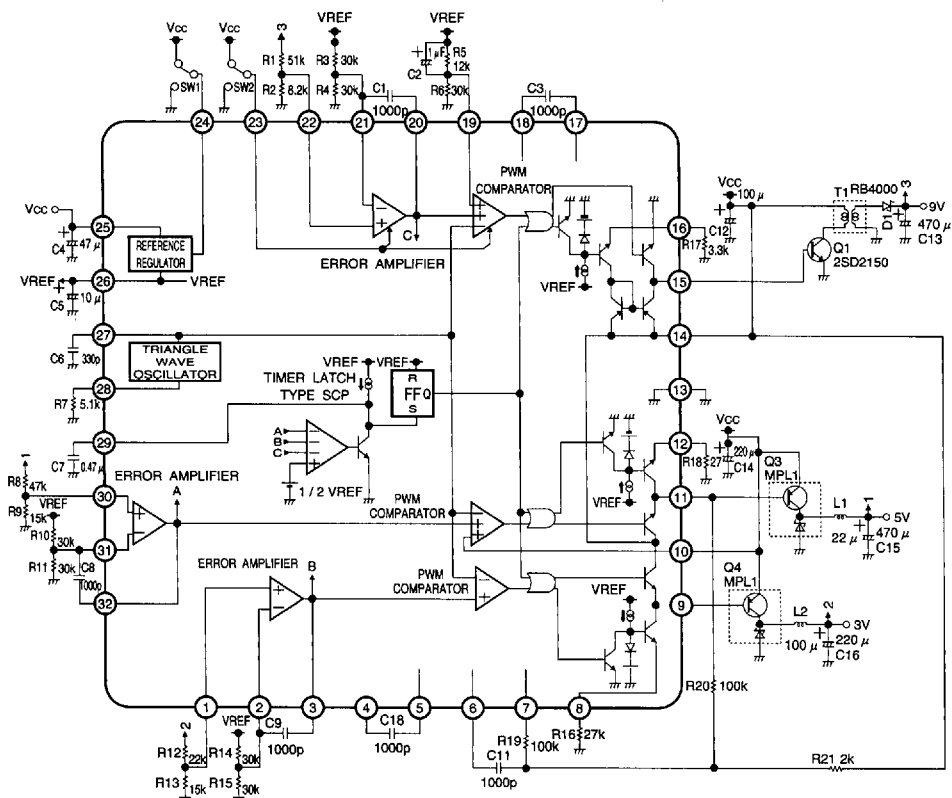 Vcc
Vcc
3
R1
51k
R2
8.2k
SW1
SW2
VREF
R3
30k
R4
30k
C1
1000p
VREF
1μF
C2
R5
12k
R6
30k
C3
1000p
24
23
22
21
20
19
18
17
PWM
COMPARATOR
C
ERROR AMPLIFIER
VREF
Vcc
25
C4
47μ
REFERENCE
REGULATOR
VREF
26
VREF
C5
10μ
27
C6
330p
TRIANGLE
WAVE
OSCILLATOR
28
R7
5.1k
29
C7
0.47μ
VREF
VREF
TIMER LATCH
TYPE SCP
R
FF
Q
S
A
B
C
1/2 VREF
16
C12
R17
3.3k
15
14
13
Vcc
100μ
T1
RB4000
D1
3
9V
470μ
C13
Q1
2SD2150
1
R8
47k
R9
15k
VREF
R10
30k
R11
30k
C8
1000p
30
31
32
ERROR AMPLIFIER
A
PWM
COMPARATOR
VREF
12
R18
27
Vcc
220μ
C14
11
10
9
Q3
MPL1
L1
22μ
1
5V
470μ
C15
Q4
MPL1
L2
100μ
2
3V
220μ
C16
ERROR AMPLIFIER
B
PWM
COMPARATOR
VREF
R20
100k
1
2
3
4
5
6
7
8
2
R12
22k
R13
15k
VREF
R14
30k
R15
30k
C9
1000p
C18
1000p
C11
1000p
R19
100k
R16
27k
R21 2k